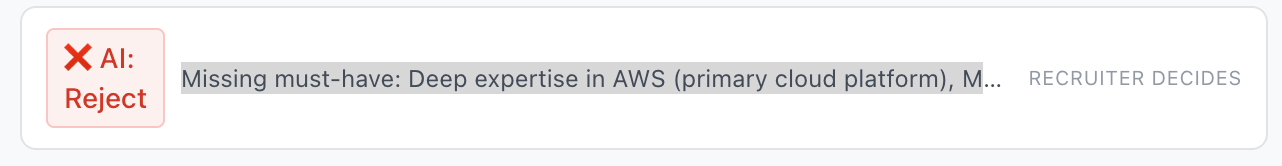 ❌ AI:
Reject
Missing must-have: Deep expertise in AWS (primary cloud platform), M...
RECRUITER DECIDES